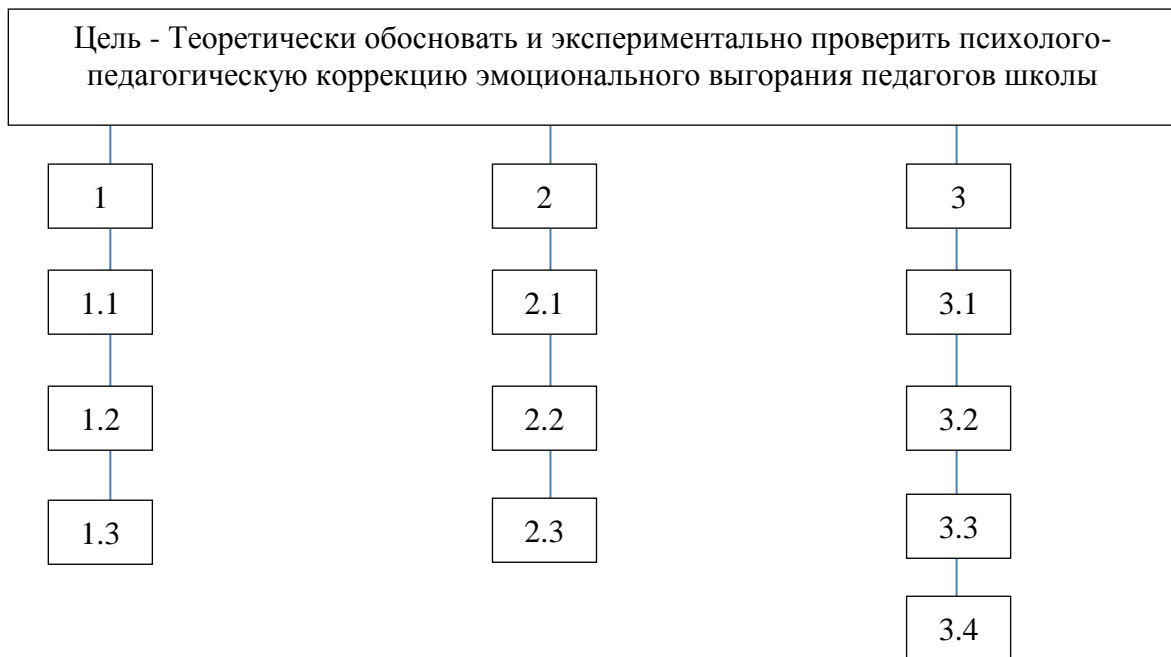 Цель - Теоретически обосновать и экспериментально проверить психолого-
педагогическую коррекцию эмоционального выгорания педагогов школы
1 2 3
1.1 2.1 3.1
1.2 2.2 3.2
1.3 2.3 3.3
3.4